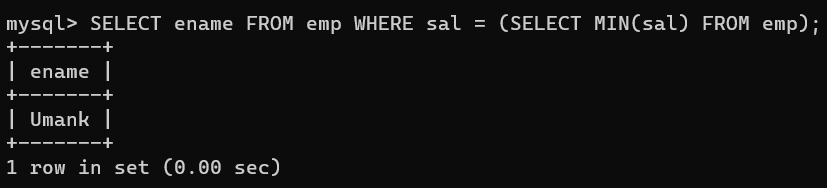 mysql> SELECT ename FROM emp WHERE sal = (SELECT MIN(sal) FROM emp);
+-------+
| ename |
+-------+
| Umank |
+-------+
1 row in set (0.00 sec)